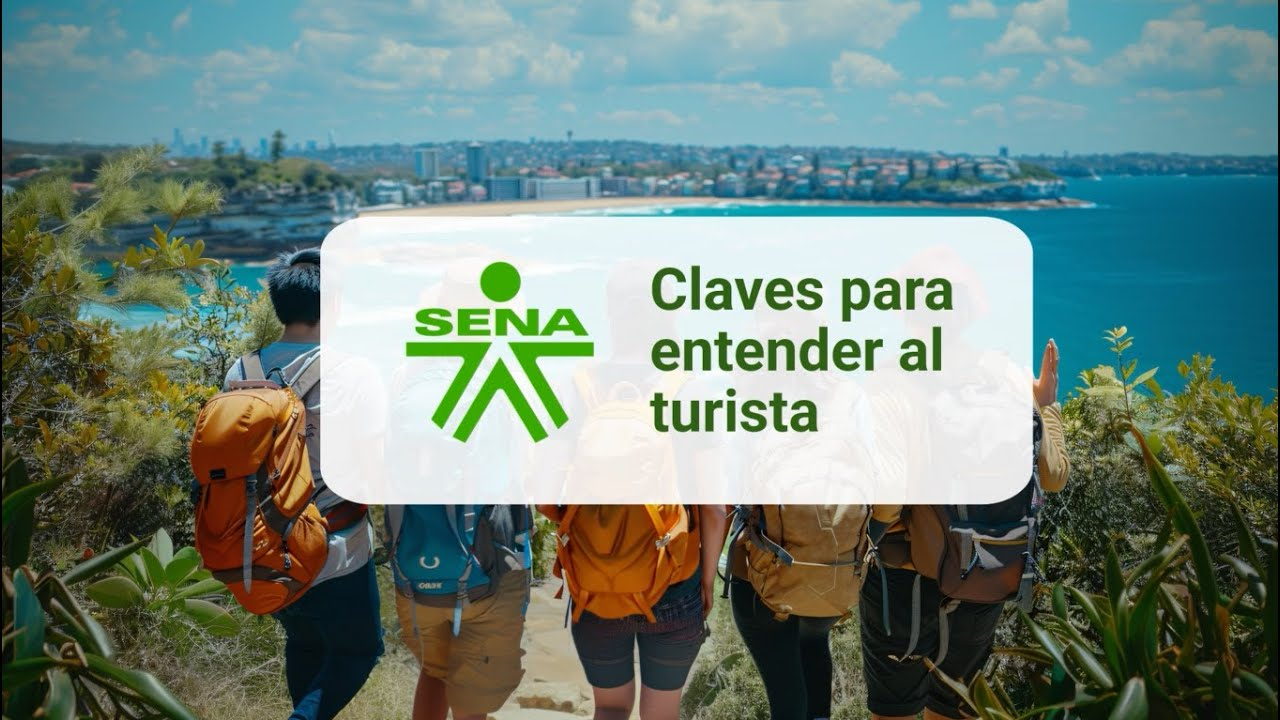 SENA
Claves para
entender al
turista